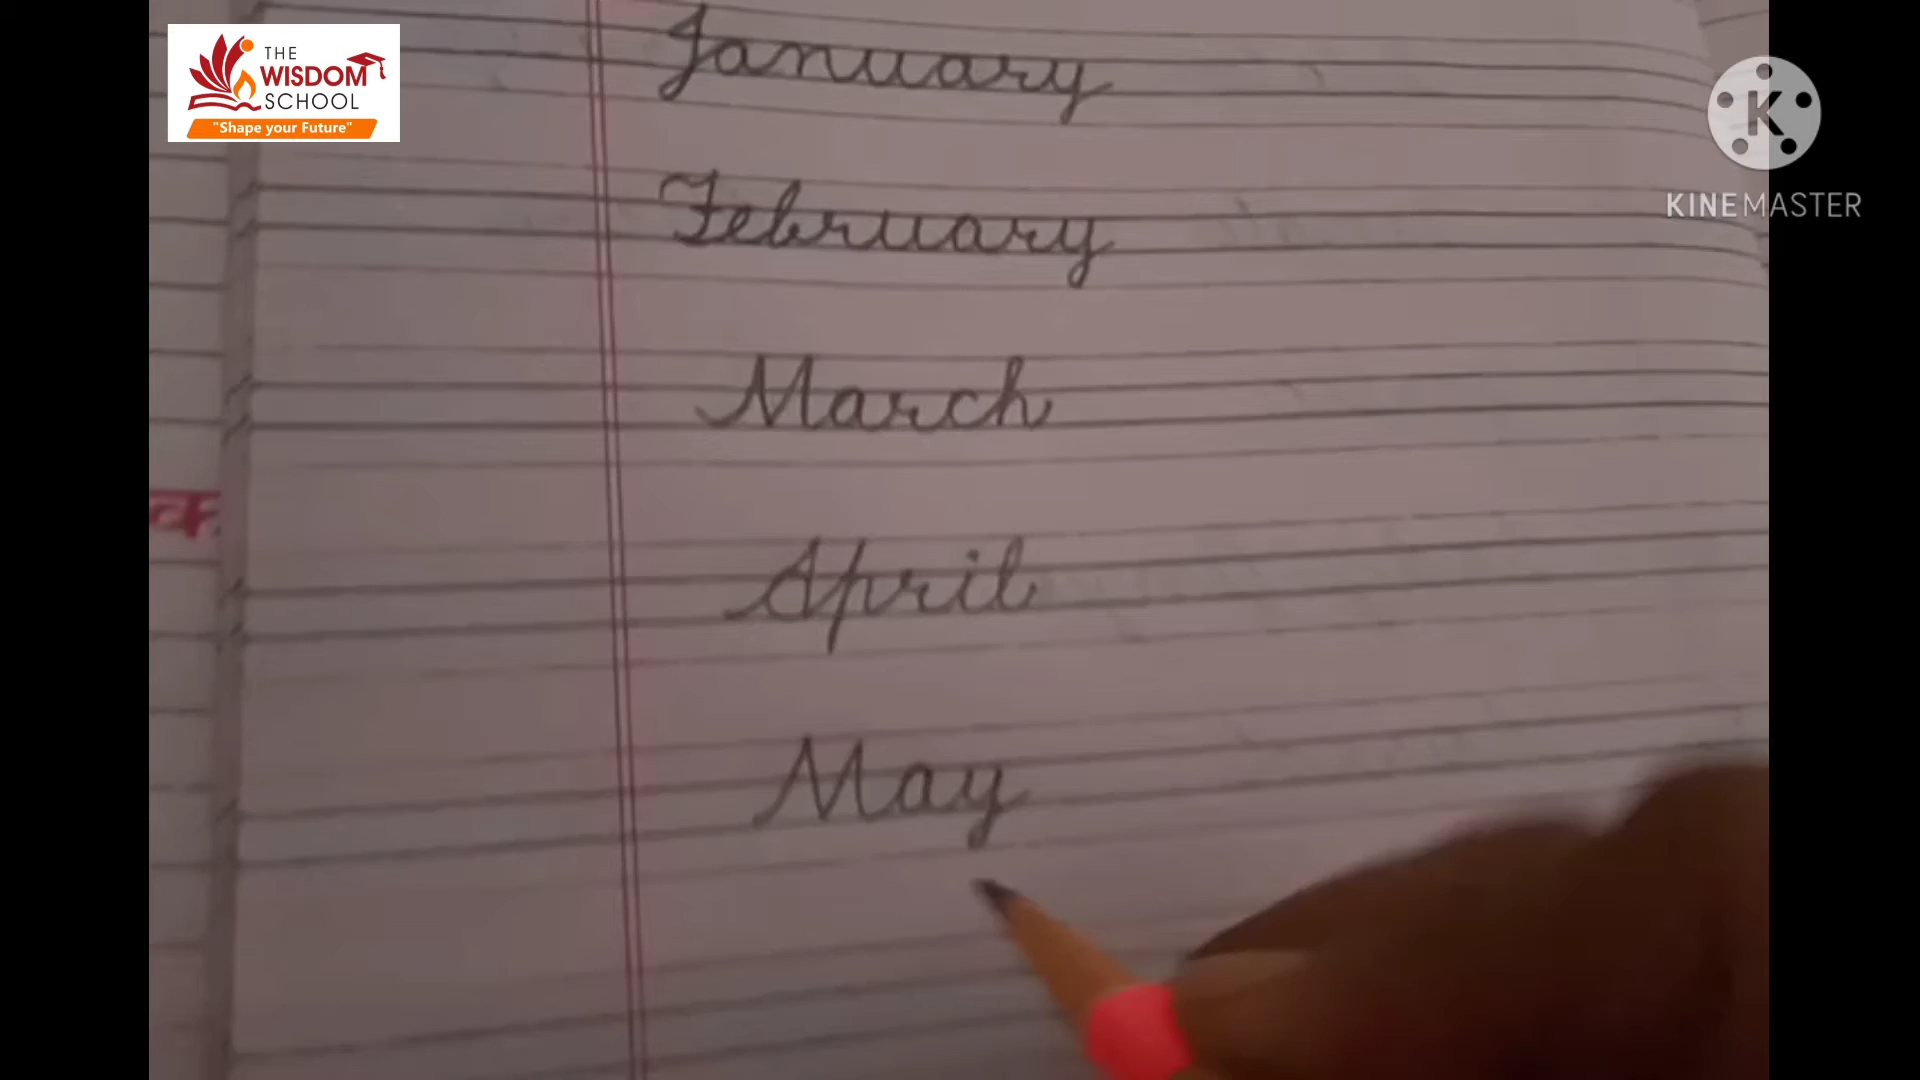 THE
WISDOM
SCHOOL
"Shape your Future"
January
February
March
April
May
K
KINEMASTER